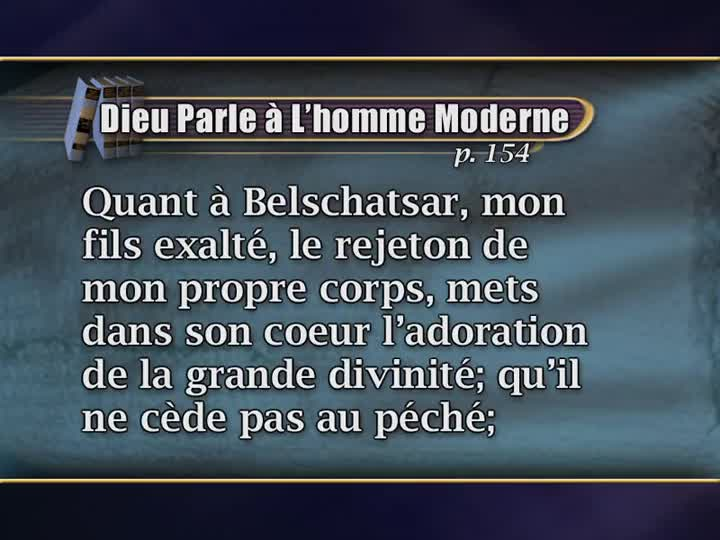 Dieu Parle à L'homme Moderne
p. 154
Quant à Belschatsar, mon
fils exalté, le rejeton de
mon propre corps, mets
dans son coeur l'adoration
de la grande divinité; qu'il
ne cède pas au péché;